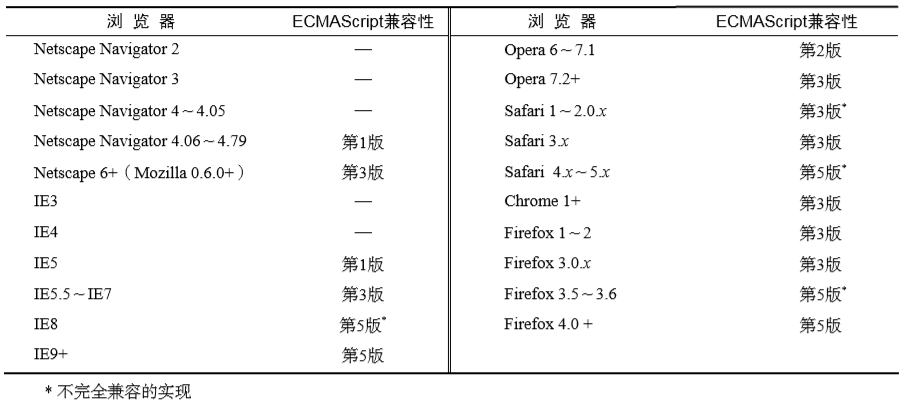 浏 览 器 ECMAScript兼容性 浏 览 器 ECMAScript兼容性
Netscape Navigator 2 — Opera 6～7.1 第2版
Netscape Navigator 3 — Opera 7.2+ 第3版
Netscape Navigator 4～4.05 — Safari 1～2.0.x 第3版*
Netscape Navigator 4.06～4.79 第1版 Safari 3.x 第3版
Netscape 6+（Mozilla 0.6.0+） 第3版 Safari 4.x～5.x 第5版*
IE3 — Chrome 1+ 第3版
IE4 — Firefox 1～2 第3版
IE5 第1版 Firefox 3.0.x 第3版
IE5.5～IE7 第3版 Firefox 3.5～3.6 第5版*
IE8 第5版* Firefox 4.0 + 第5版
IE9+ 第5版
* 不完全兼容的实现